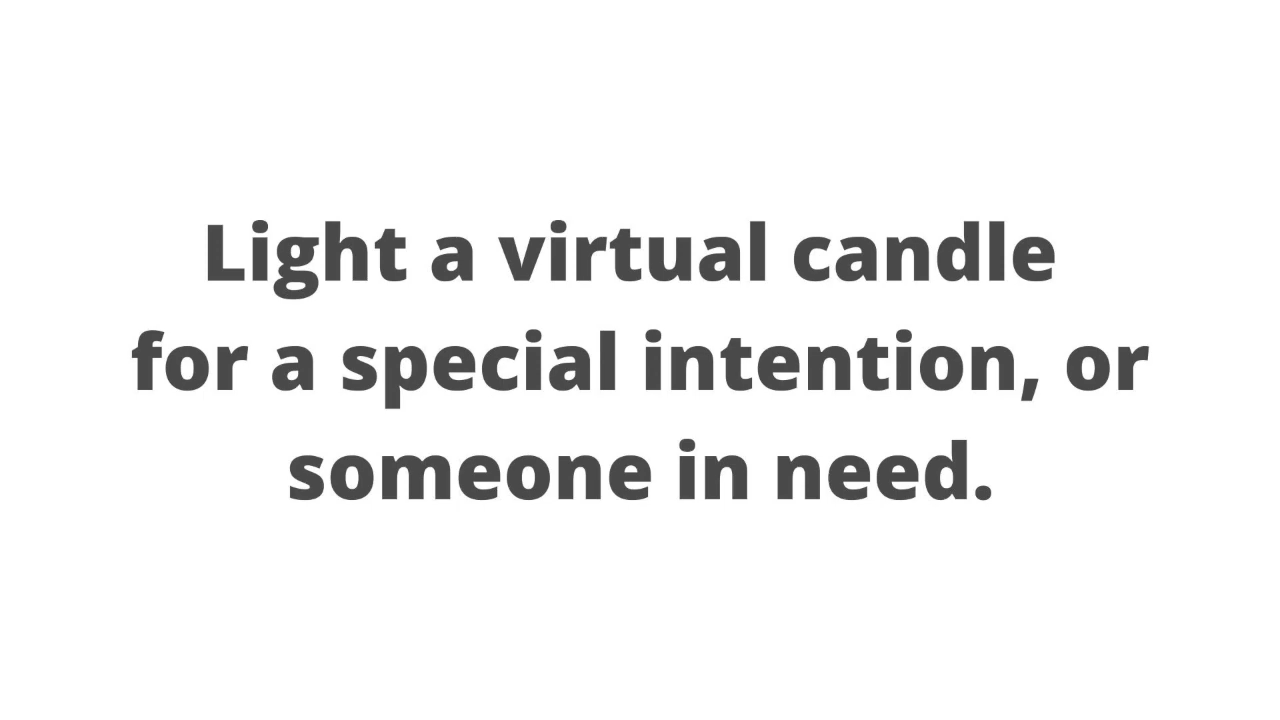 Light a virtual candle
for a special intention, or
someone in need.